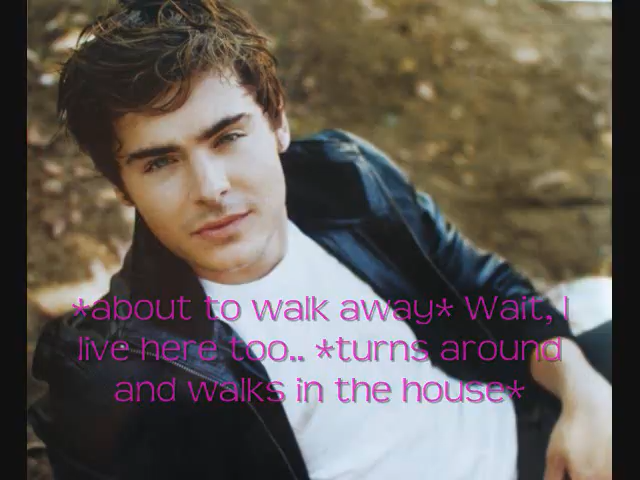 *about to walk away* Wait, I
live here too.. *turns around
and walks in the house*